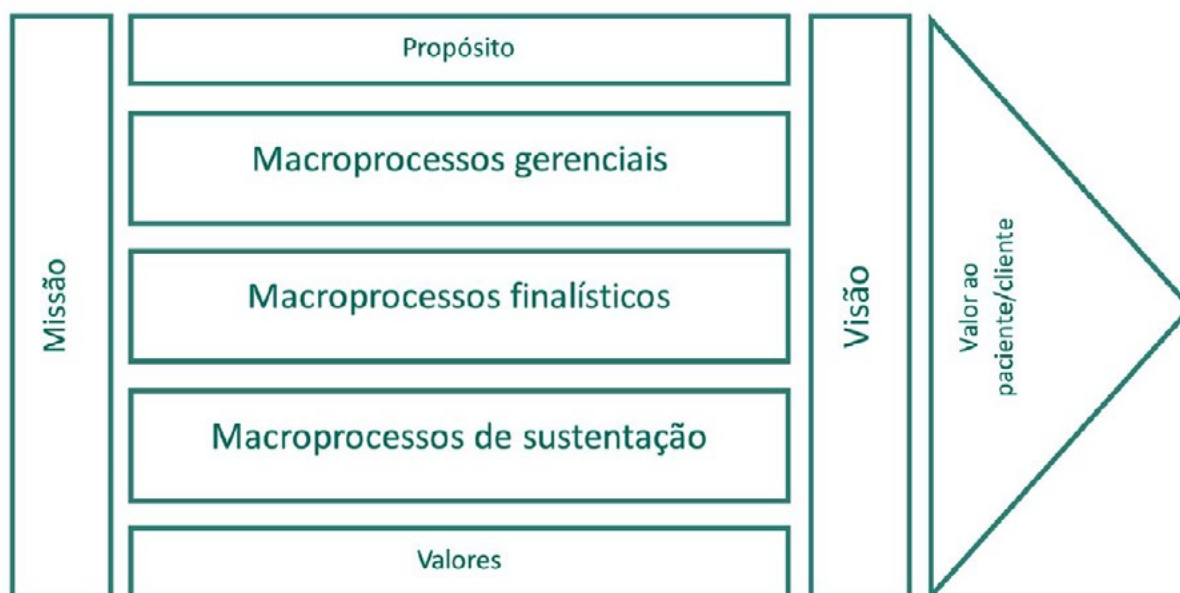 Missão
Propósito
Macroprocessos gerenciais
Macroprocessos finalísticos
Macroprocessos de sustentação
Valores
Visão
Valor ao
paciente/cliente